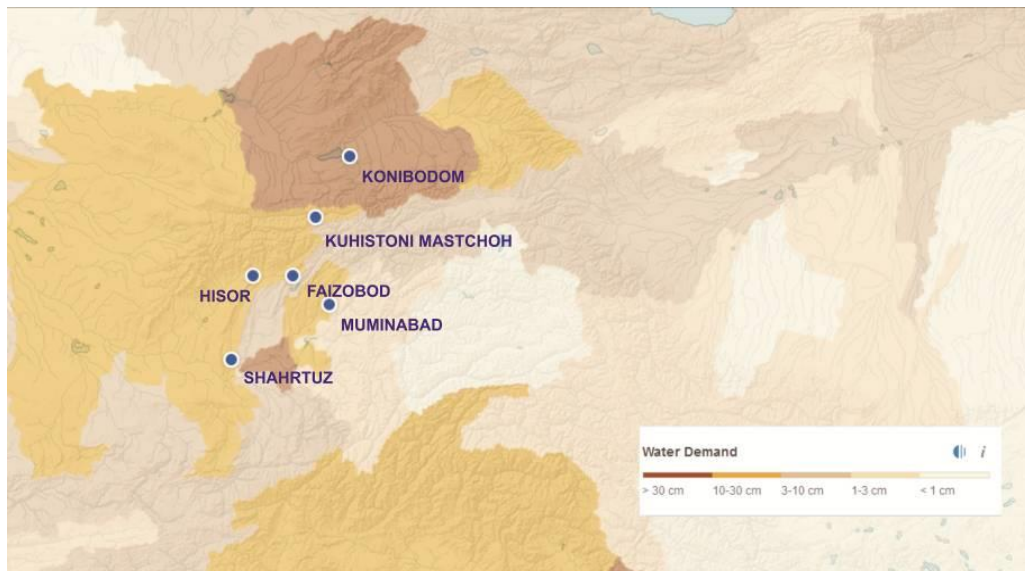 KONIBODOM
KUHISTONI MASTCHOH
HISOR
FAIZOBOD
MUMINABAD
SHAHRTUZ
Water Demand i
> 30 cm 10-30 cm 3-10 cm 1-3 cm < 1 cm